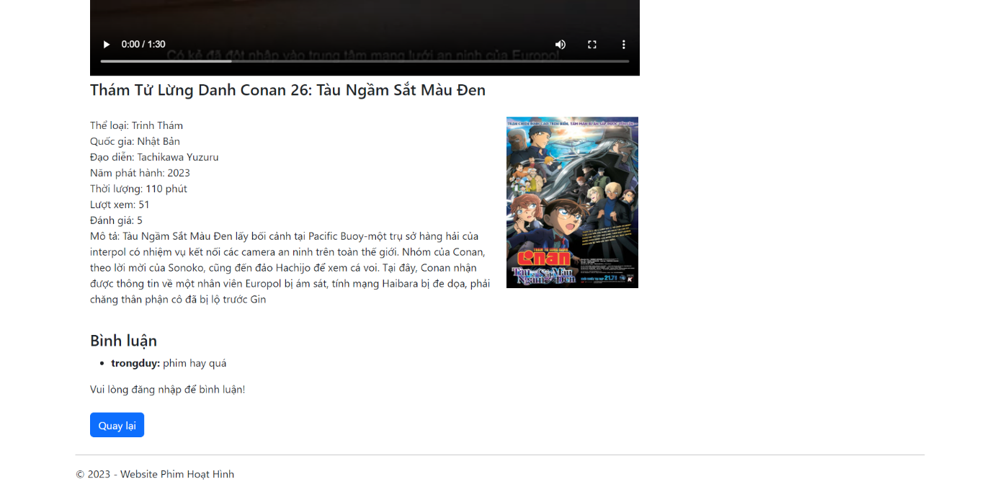 0:00 / 1:30
Có kẻ đã đột nhập vào trung tâm mạng lưới an ninh của Europol
Thám Tử Lừng Danh Conan 26: Tàu Ngầm Sắt Màu Đen
Thể loại: Trinh Thám
Quốc gia: Nhật Bản
Đạo diễn: Tachikawa Yuzuru
Năm phát hành: 2023
Thời lượng: 110 phút
Lượt xem: 51
Đánh giá: 5
Mô tả: Tàu Ngầm Sắt Màu Đen lấy bối cảnh tại Pacific Buoy-một trụ sở hàng hải của
interpol có nhiệm vụ kết nối các camera an ninh trên toàn thế giới. Nhóm của Conan,
theo lời mời của Sonoko, cũng đến đảo Hachijo để xem cá voi. Tại đây, Conan nhận
được thông tin về một nhân viên Europol bị ám sát, tính mạng Haibara bị đe dọa, phải
chăng thân phận cô đã bị lộ trước Gin
THÁM TỬ LỪNG DANH
CONAN
Tàu Sắt Màu
Ngầm Đen
Bình luận
• trongduy: phim hay quá
Vui lòng đăng nhập để bình luận!
Quay lại
© 2023 - Website Phim Hoạt Hình